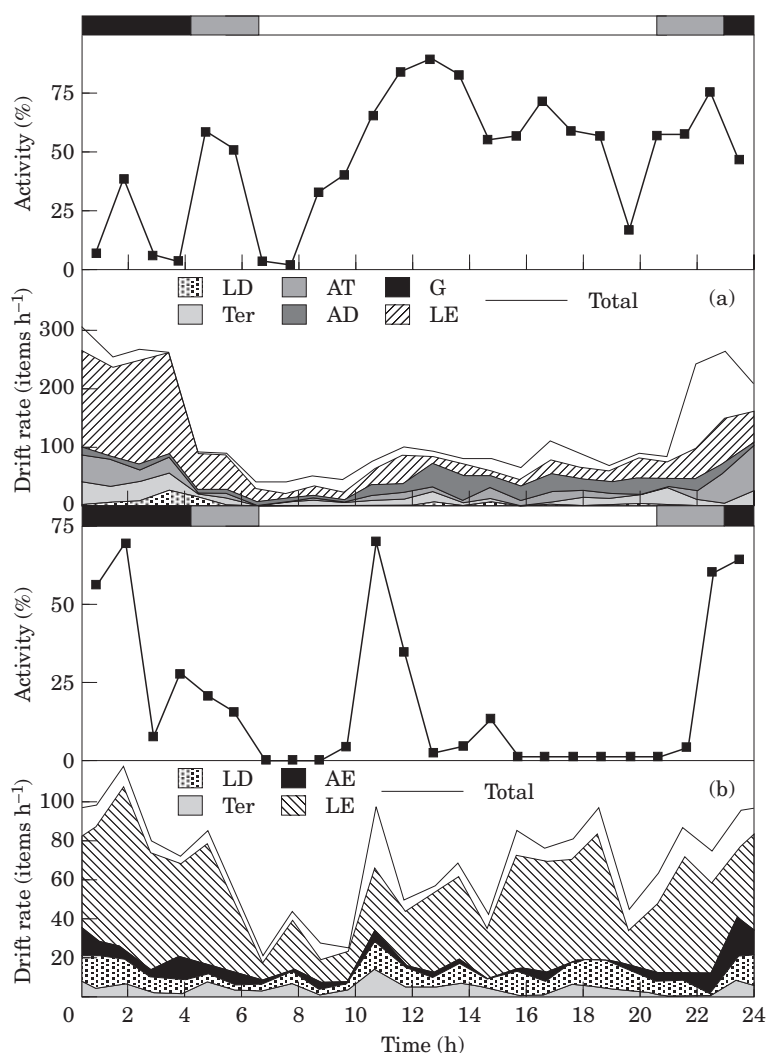 75
50
25
0
Activity (%)
LD AT G
Ter AD LE Total (a)
300
200
100
0
Drift rate (items h⁻¹)
75
50
25
0
Activity (%)
LD AE
Ter LE Total (b)
100
80
60
40
20
Drift rate (items h⁻¹)
0 2 4 6 8 10 12 14 16 18 20 22 24
Time (h)